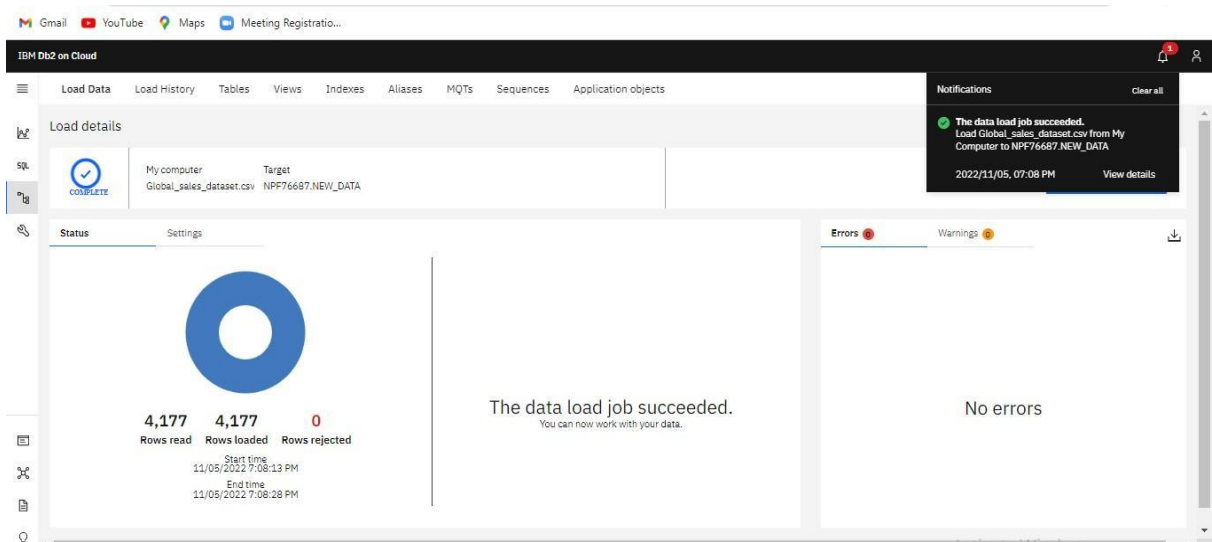 Gmail YouTube Maps Meeting Registratio...
IBM Db2 on Cloud
1
Load Data Load History Tables Views Indexes Aliases MQTs Sequences Application objects
Notifications Clear all
The data load job succeeded.
Load Global_sales_dataset.csv from My
Computer to NPF76687.NEW_DATA
2022/11/05, 07:08 PM View details
Load details
COMPLETE
My computer Target
Global_sales_dataset.csv NPF76687.NEW_DATA
SQL
Status Settings
Errors 0 Warnings 0
4,177 4,177 0
Rows read Rows loaded Rows rejected
Start time
11/05/2022 7:08:13 PM
End time
11/05/2022 7:08:28 PM
The data load job succeeded.
You can now work with your data.
No errors